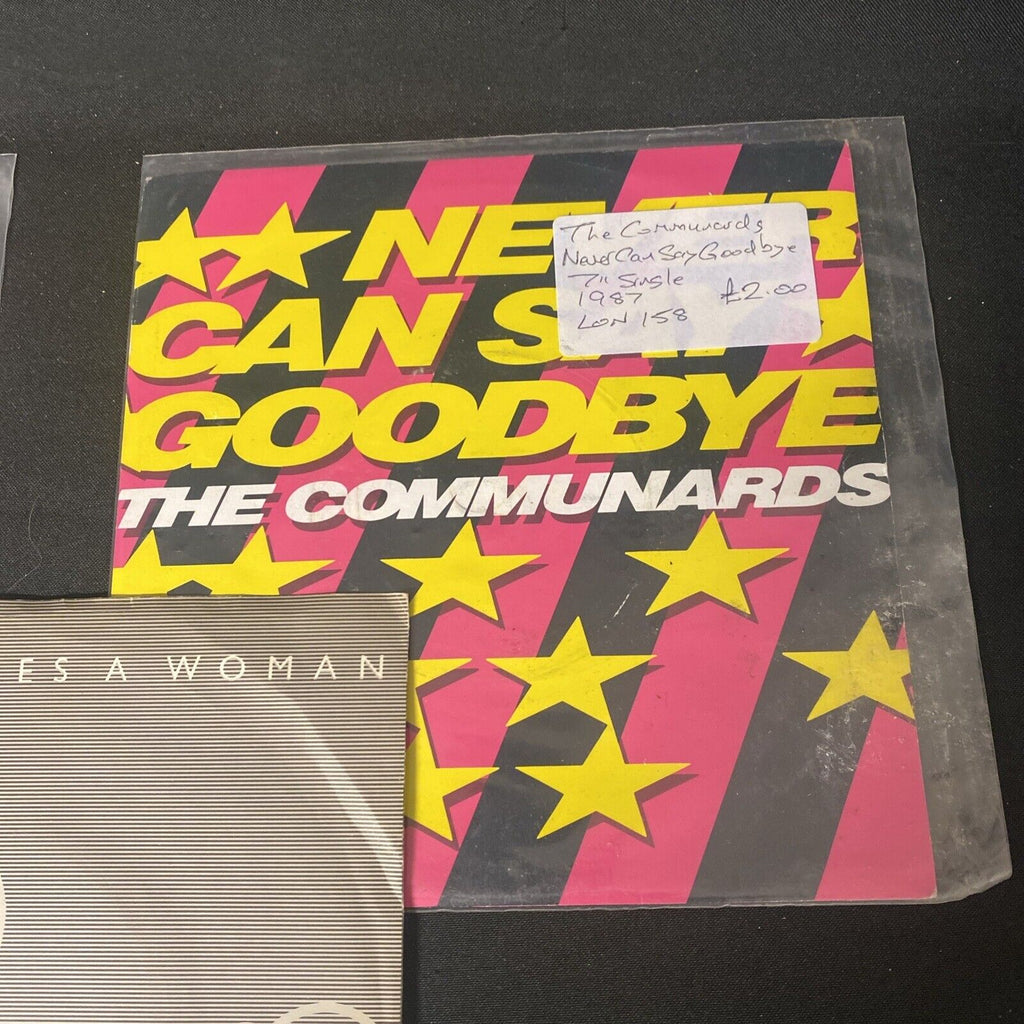 NEVER
CAN SAY
GOODBYE
THE COMMUNARDS
The Communards
Never Can Say Goodbye
7" Single
1987 £2.00
LON 158
ES A WOMAN